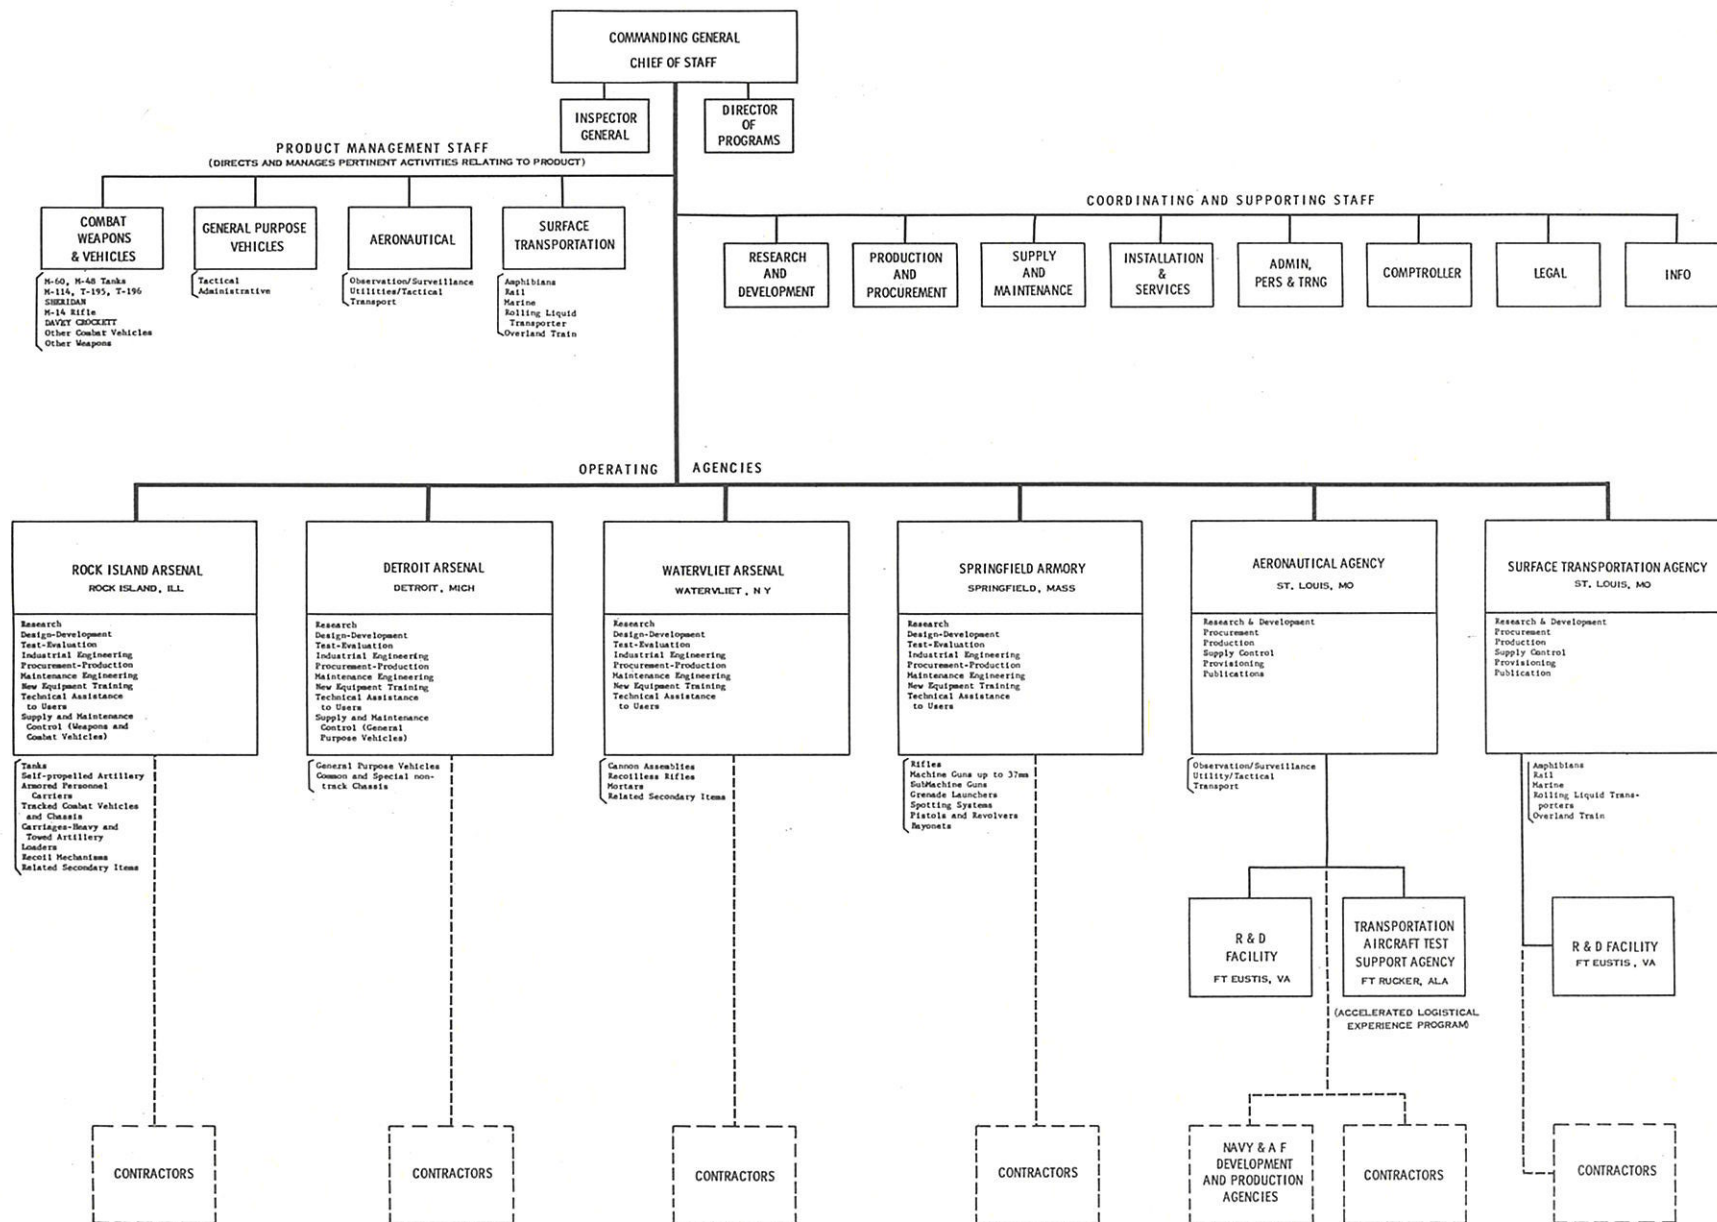 COMMANDING GENERAL
CHIEF OF STAFF
INSPECTOR
GENERAL
DIRECTOR
OF
PROGRAMS
PRODUCT MANAGEMENT STAFF
(DIRECTS AND MANAGES PERTINENT ACTIVITIES RELATING TO PRODUCT)
COMBAT
WEAPONS
& VEHICLES
M-60, M-48 Tanks
M-114, T-195, T-196
SHERIDAN
M-14 Rifle
DAVEY CROCKETT
Other Combat Vehicles
Other Weapons
GENERAL PURPOSE
VEHICLES
Tactical
Administrative
AERONAUTICAL
Observation/Surveillance
Utilities/Tactical
Transport
SURFACE
TRANSPORTATION
Amphibians
Rail
Marine
Rolling Liquid
Transporter
Overland Train
COORDINATING AND SUPPORTING STAFF
RESEARCH
AND
DEVELOPMENT
PRODUCTION
AND
PROCUREMENT
SUPPLY
AND
MAINTENANCE
INSTALLATION
&
SERVICES
ADMIN,
PERS & TRNG
COMPTROLLER
LEGAL
INFO
OPERATING AGENCIES
ROCK ISLAND ARSENAL
ROCK ISLAND, ILL
Research
Design-Development
Test-Evaluation
Industrial Engineering
Procurement-Production
Maintenance Engineering
New Equipment Training
Technical Assistance
to Users
Supply and Maintenance
Control (Weapons and
Combat Vehicles)
Tanks
Self-propelled Artillery
Armored Personnel
Carriers
Tracked Combat Vehicles
and Chassis
Carriages-Heavy and
Towed Artillery
Loaders
Recoil Mechanisms
Related Secondary Items
CONTRACTORS
DETROIT ARSENAL
DETROIT, MICH
Research
Design-Development
Test-Evaluation
Industrial Engineering
Procurement-Production
Maintenance Engineering
New Equipment Training
Technical Assistance
to Users
Supply and Maintenance
Control (General
Purpose Vehicles)
General Purpose Vehicles
Common and Special non-
track Chassis
CONTRACTORS
WATERVLIET ARSENAL
WATERVLIET, N Y
Research
Design-Development
Test-Evaluation
Industrial Engineering
Procurement-Production
Maintenance Engineering
New Equipment Training
Technical Assistance
to Users
Cannon Assemblies
Recoilless Rifles
Mortars
Related Secondary Items
CONTRACTORS
SPRINGFIELD ARMORY
SPRINGFIELD, MASS
Research
Design-Development
Test-Evaluation
Industrial Engineering
Procurement-Production
Maintenance Engineering
New Equipment Training
Technical Assistance
to Users
Rifles
Machine Guns up to 37mm
SubMachine Guns
Grenade Launchers
Spotting Systems
Pistols and Revolvers
Bayonets
CONTRACTORS
AERONAUTICAL AGENCY
ST. LOUIS, MO
Research & Development
Procurement
Production
Supply Control
Provisioning
Publications
Observation/Surveillance
Utility/Tactical
Transport
R & D
FACILITY
FT EUSTIS, VA
TRANSPORTATION
AIRCRAFT TEST
SUPPORT AGENCY
FT RUCKER, ALA
(ACCELERATED LOGISTICAL
EXPERIENCE PROGRAM)
NAVY & A F
DEVELOPMENT
AND PRODUCTION
AGENCIES
CONTRACTORS
SURFACE TRANSPORTATION AGENCY
ST. LOUIS, MO
Research & Development
Procurement
Production
Supply Control
Provisioning
Publication
Amphibians
Rail
Marine
Rolling Liquid Trans-
porters
Overland Train
R & D FACILITY
FT EUSTIS, VA
CONTRACTORS